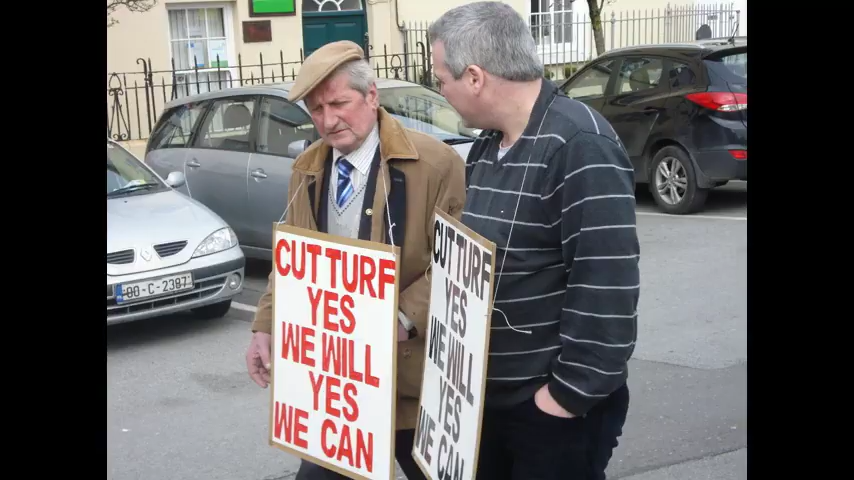 CUT TURF
YES
WE WILL
YES
WE CAN
CUT TURF
YES
WE WILL
YES
WE CAN
00-C-2387